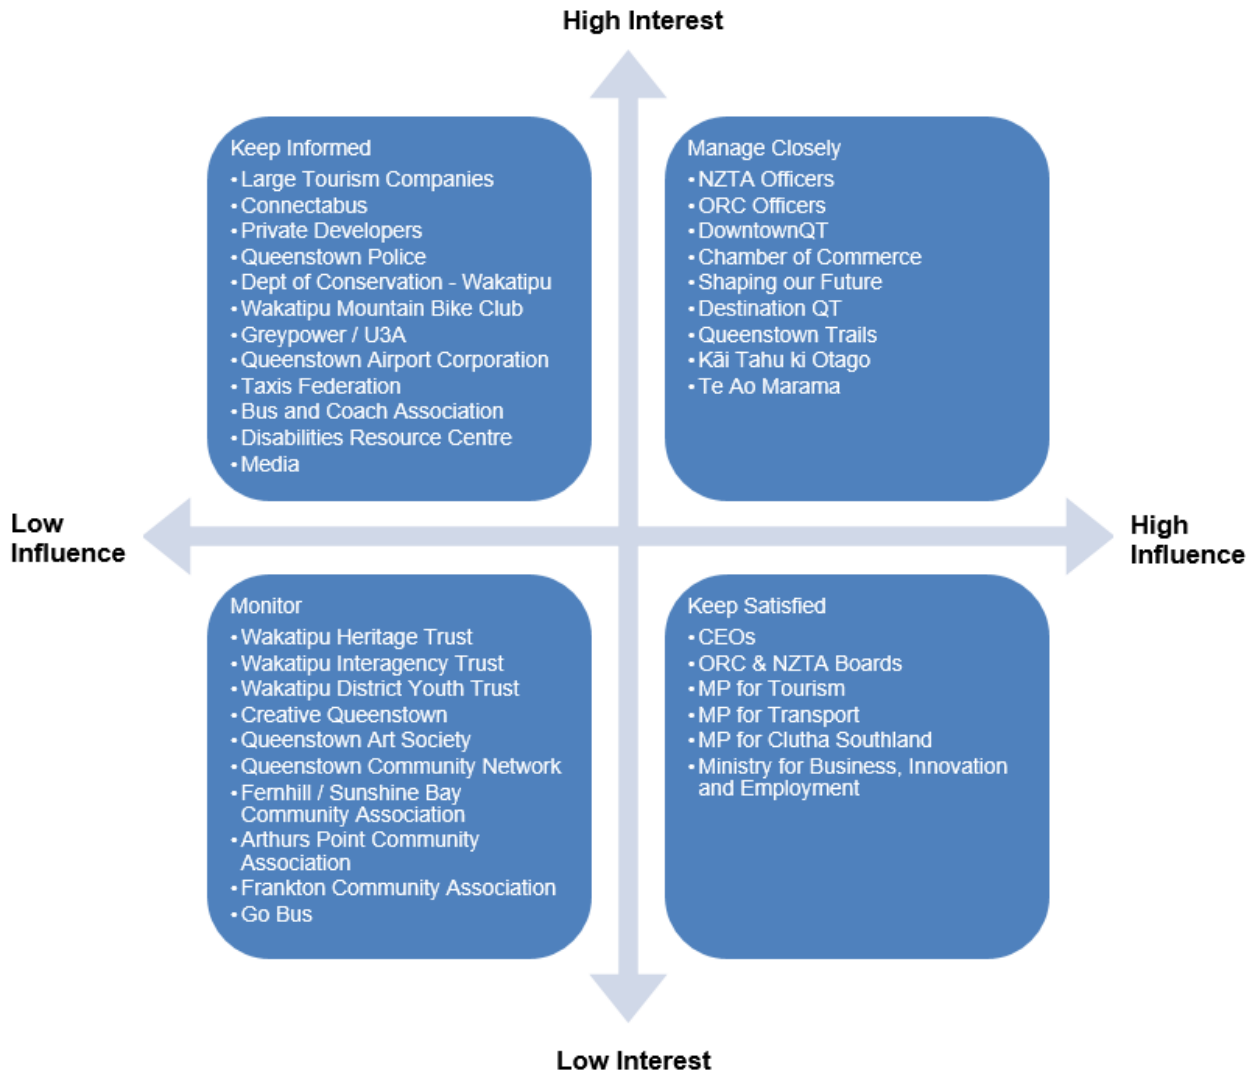 High Interest
Keep Informed
• Large Tourism Companies
• Connectabus
• Private Developers
• Queenstown Police
• Dept of Conservation - Wakatipu
• Wakatipu Mountain Bike Club
• Greypower / U3A
• Queenstown Airport Corporation
• Taxis Federation
• Bus and Coach Association
• Disabilities Resource Centre
• Media
Manage Closely
• NZTA Officers
• ORC Officers
• DowntownQT
• Chamber of Commerce
• Shaping our Future
• Destination QT
• Queenstown Trails
• Kāi Tahu ki Otago
• Te Ao Marama
Low
Influence
High
Influence
Monitor
• Wakatipu Heritage Trust
• Wakatipu Interagency Trust
• Wakatipu District Youth Trust
• Creative Queenstown
• Queenstown Art Society
• Queenstown Community Network
• Fernhill / Sunshine Bay
Community Association
• Arthurs Point Community
Association
• Frankton Community Association
• Go Bus
Keep Satisfied
• CEOs
• ORC & NZTA Boards
• MP for Tourism
• MP for Transport
• MP for Clutha Southland
• Ministry for Business, Innovation
and Employment
Low Interest